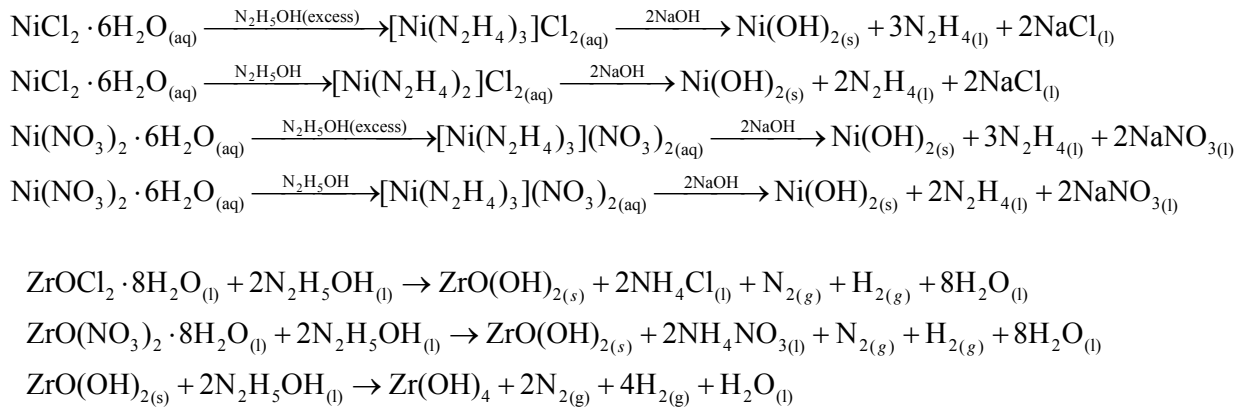 NiCl₂ · 6H₂O₍aq₎ —N₂H₅OH(excess)→ [Ni(N₂H₄)₃]Cl₂₍aq₎ —2NaOH→ Ni(OH)₂₍s₎ + 3N₂H₄₍l₎ + 2NaCl₍l₎
NiCl₂ · 6H₂O₍aq₎ —N₂H₅OH→ [Ni(N₂H₄)₂]Cl₂₍aq₎ —2NaOH→ Ni(OH)₂₍s₎ + 2N₂H₄₍l₎ + 2NaCl₍l₎
Ni(NO₃)₂ · 6H₂O₍aq₎ —N₂H₅OH(excess)→ [Ni(N₂H₄)₃](NO₃)₂₍aq₎ —2NaOH→ Ni(OH)₂₍s₎ + 3N₂H₄₍l₎ + 2NaNO₃₍l₎
Ni(NO₃)₂ · 6H₂O₍aq₎ —N₂H₅OH→ [Ni(N₂H₄)₃](NO₃)₂₍aq₎ —2NaOH→ Ni(OH)₂₍s₎ + 2N₂H₄₍l₎ + 2NaNO₃₍l₎
ZrOCl₂ · 8H₂O₍l₎ + 2N₂H₅OH₍l₎ → ZrO(OH)₂₍s₎ + 2NH₄Cl₍l₎ + N₂₍g₎ + H₂₍g₎ + 8H₂O₍l₎
ZrO(NO₃)₂ · 8H₂O₍l₎ + 2N₂H₅OH₍l₎ → ZrO(OH)₂₍s₎ + 2NH₄NO₃₍l₎ + N₂₍g₎ + H₂₍g₎ + 8H₂O₍l₎
ZrO(OH)₂₍s₎ + 2N₂H₅OH₍l₎ → Zr(OH)₄ + 2N₂₍g₎ + 4H₂₍g₎ + H₂O₍l₎